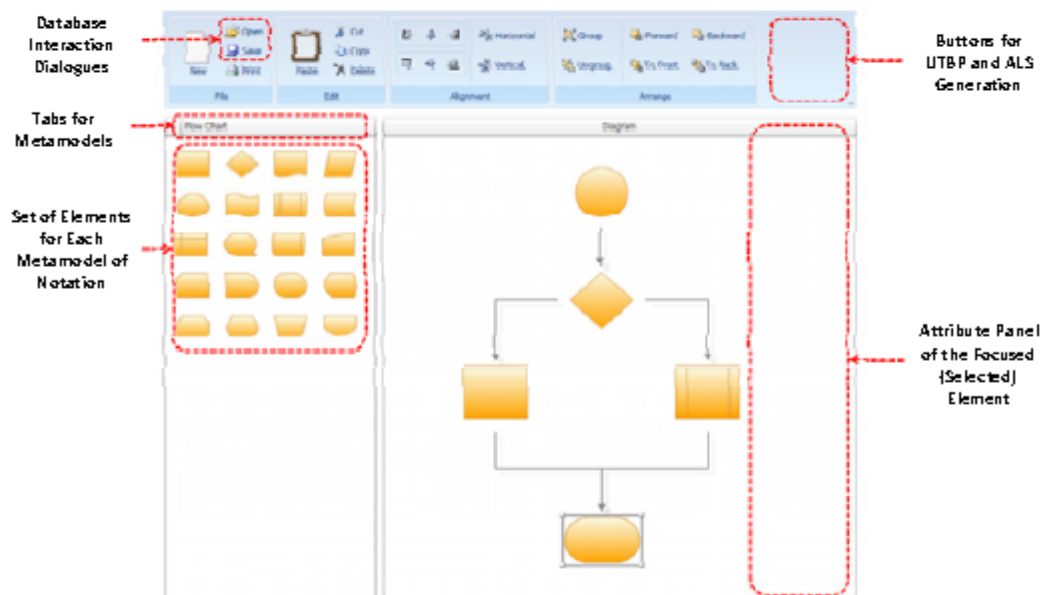 Database
Interaction
Dialogues
Open
Save
New
Print
File
Paste
Cut
Copy
Delete
Edit
Horizontal
Vertical
Alignment
Group
Ungroup
Forward
Backward
To Front
To Back
Arrange
Buttons for
UTBP and ALS
Generation
Tabs for
Metamodels
Flow Chart
Diagram
Set of Elements
for Each
Metamodel of
Notation
Attribute Panel
of the Focused
(Selected)
Element